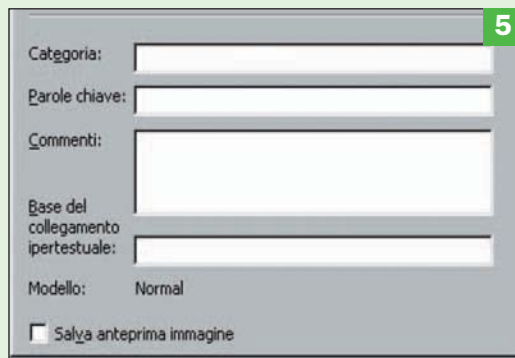 5
Categoria:
Parole chiave:
Commenti:
Base del
collegamento
ipertestuale:
Modello: Normal
Salva anteprima immagine